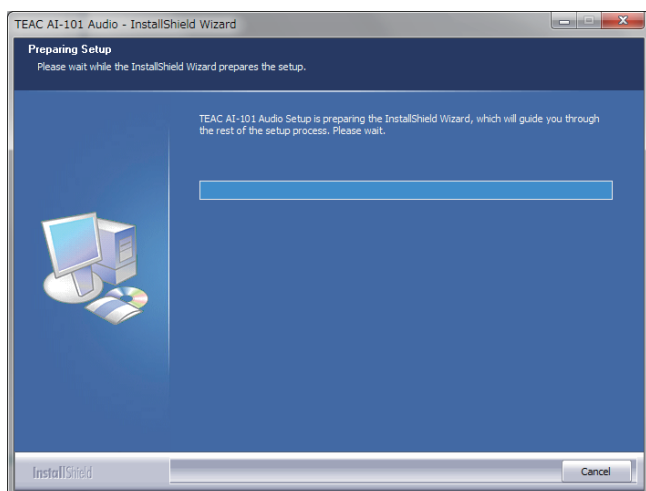 TEAC AI-101 Audio - InstallShield Wizard
Preparing Setup
Please wait while the InstallShield Wizard prepares the setup.
TEAC AI-101 Audio Setup is preparing the InstallShield Wizard, which will guide you through
the rest of the setup process. Please wait.
InstallShield
Cancel